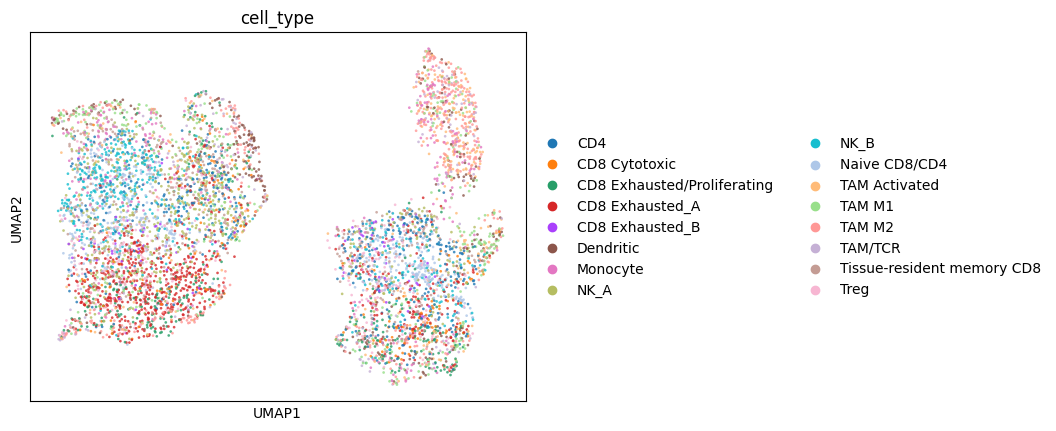 cell_type
UMAP2
UMAP1
CD4
CD8 Cytotoxic
CD8 Exhausted/Proliferating
CD8 Exhausted_A
CD8 Exhausted_B
Dendritic
Monocyte
NK_A
NK_B
Naive CD8/CD4
TAM Activated
TAM M1
TAM M2
TAM/TCR
Tissue-resident memory CD8
Treg